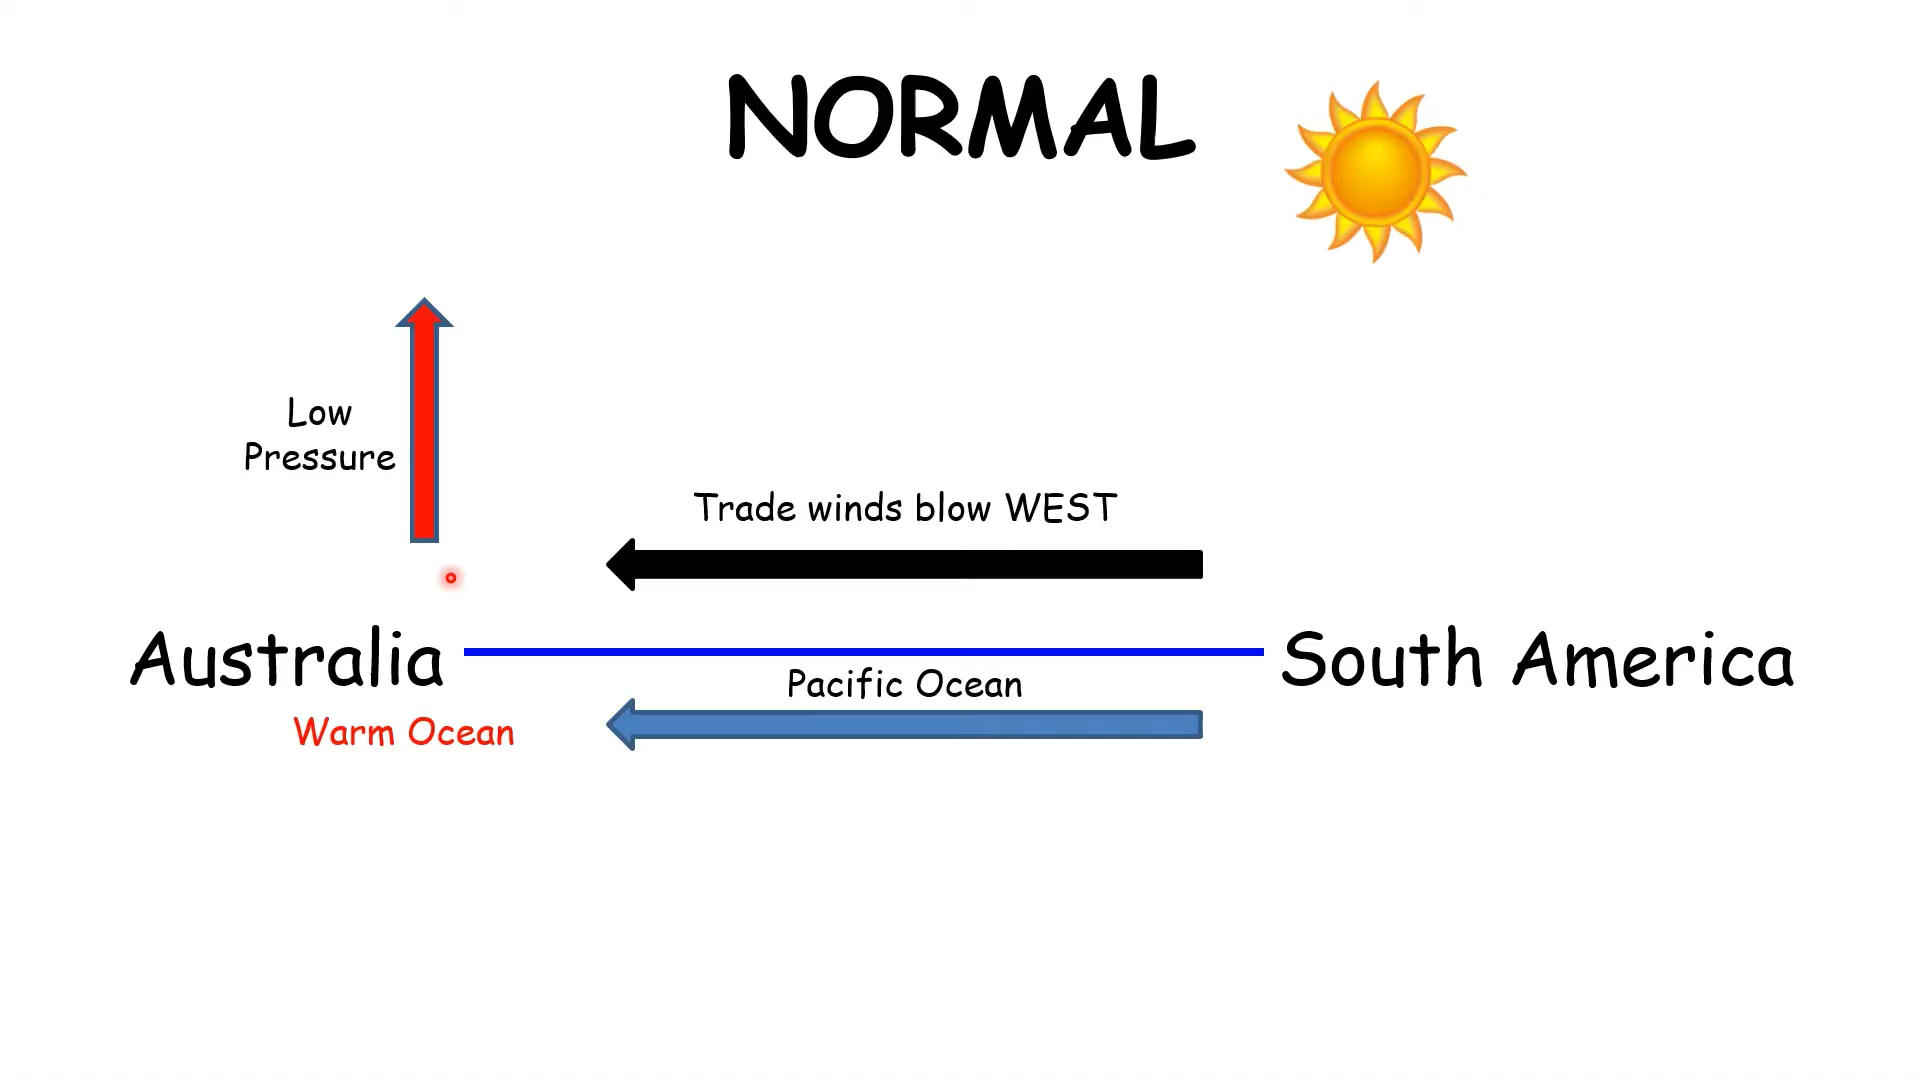 NORMAL
Low
Pressure
Trade winds blow WEST
Australia
South America
Pacific Ocean
Warm Ocean